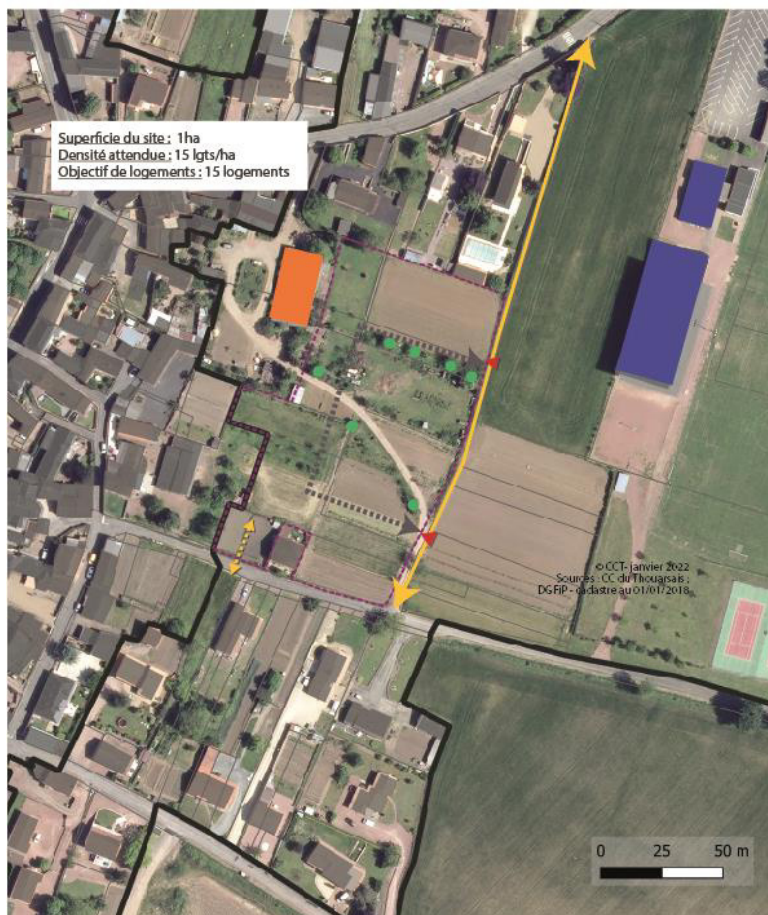 Superficie du site : 1ha
Densité attendue : 15 lgts/ha
Objectif de logements : 15 logements
© CCT- janvier 2022
Sources : CC du Thouarsais ;
DGFiP - cadastre au 01/01/2018
0 25 50 m